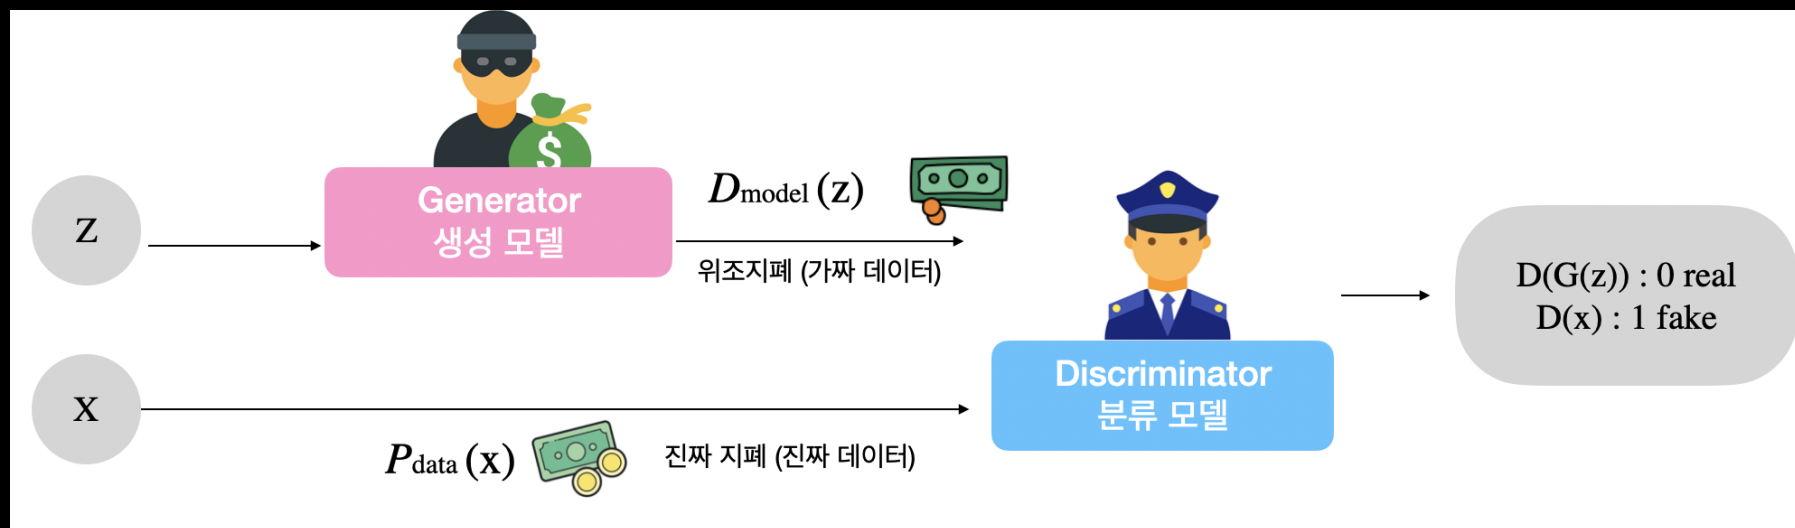 $
z
Generator
생성 모델
Dmodel (z)
위조지폐 (가짜 데이터)
x
Pdata (x)
진짜 지폐 (진짜 데이터)
Discriminator
분류 모델
D(G(z)) : 0 real
D(x) : 1 fake